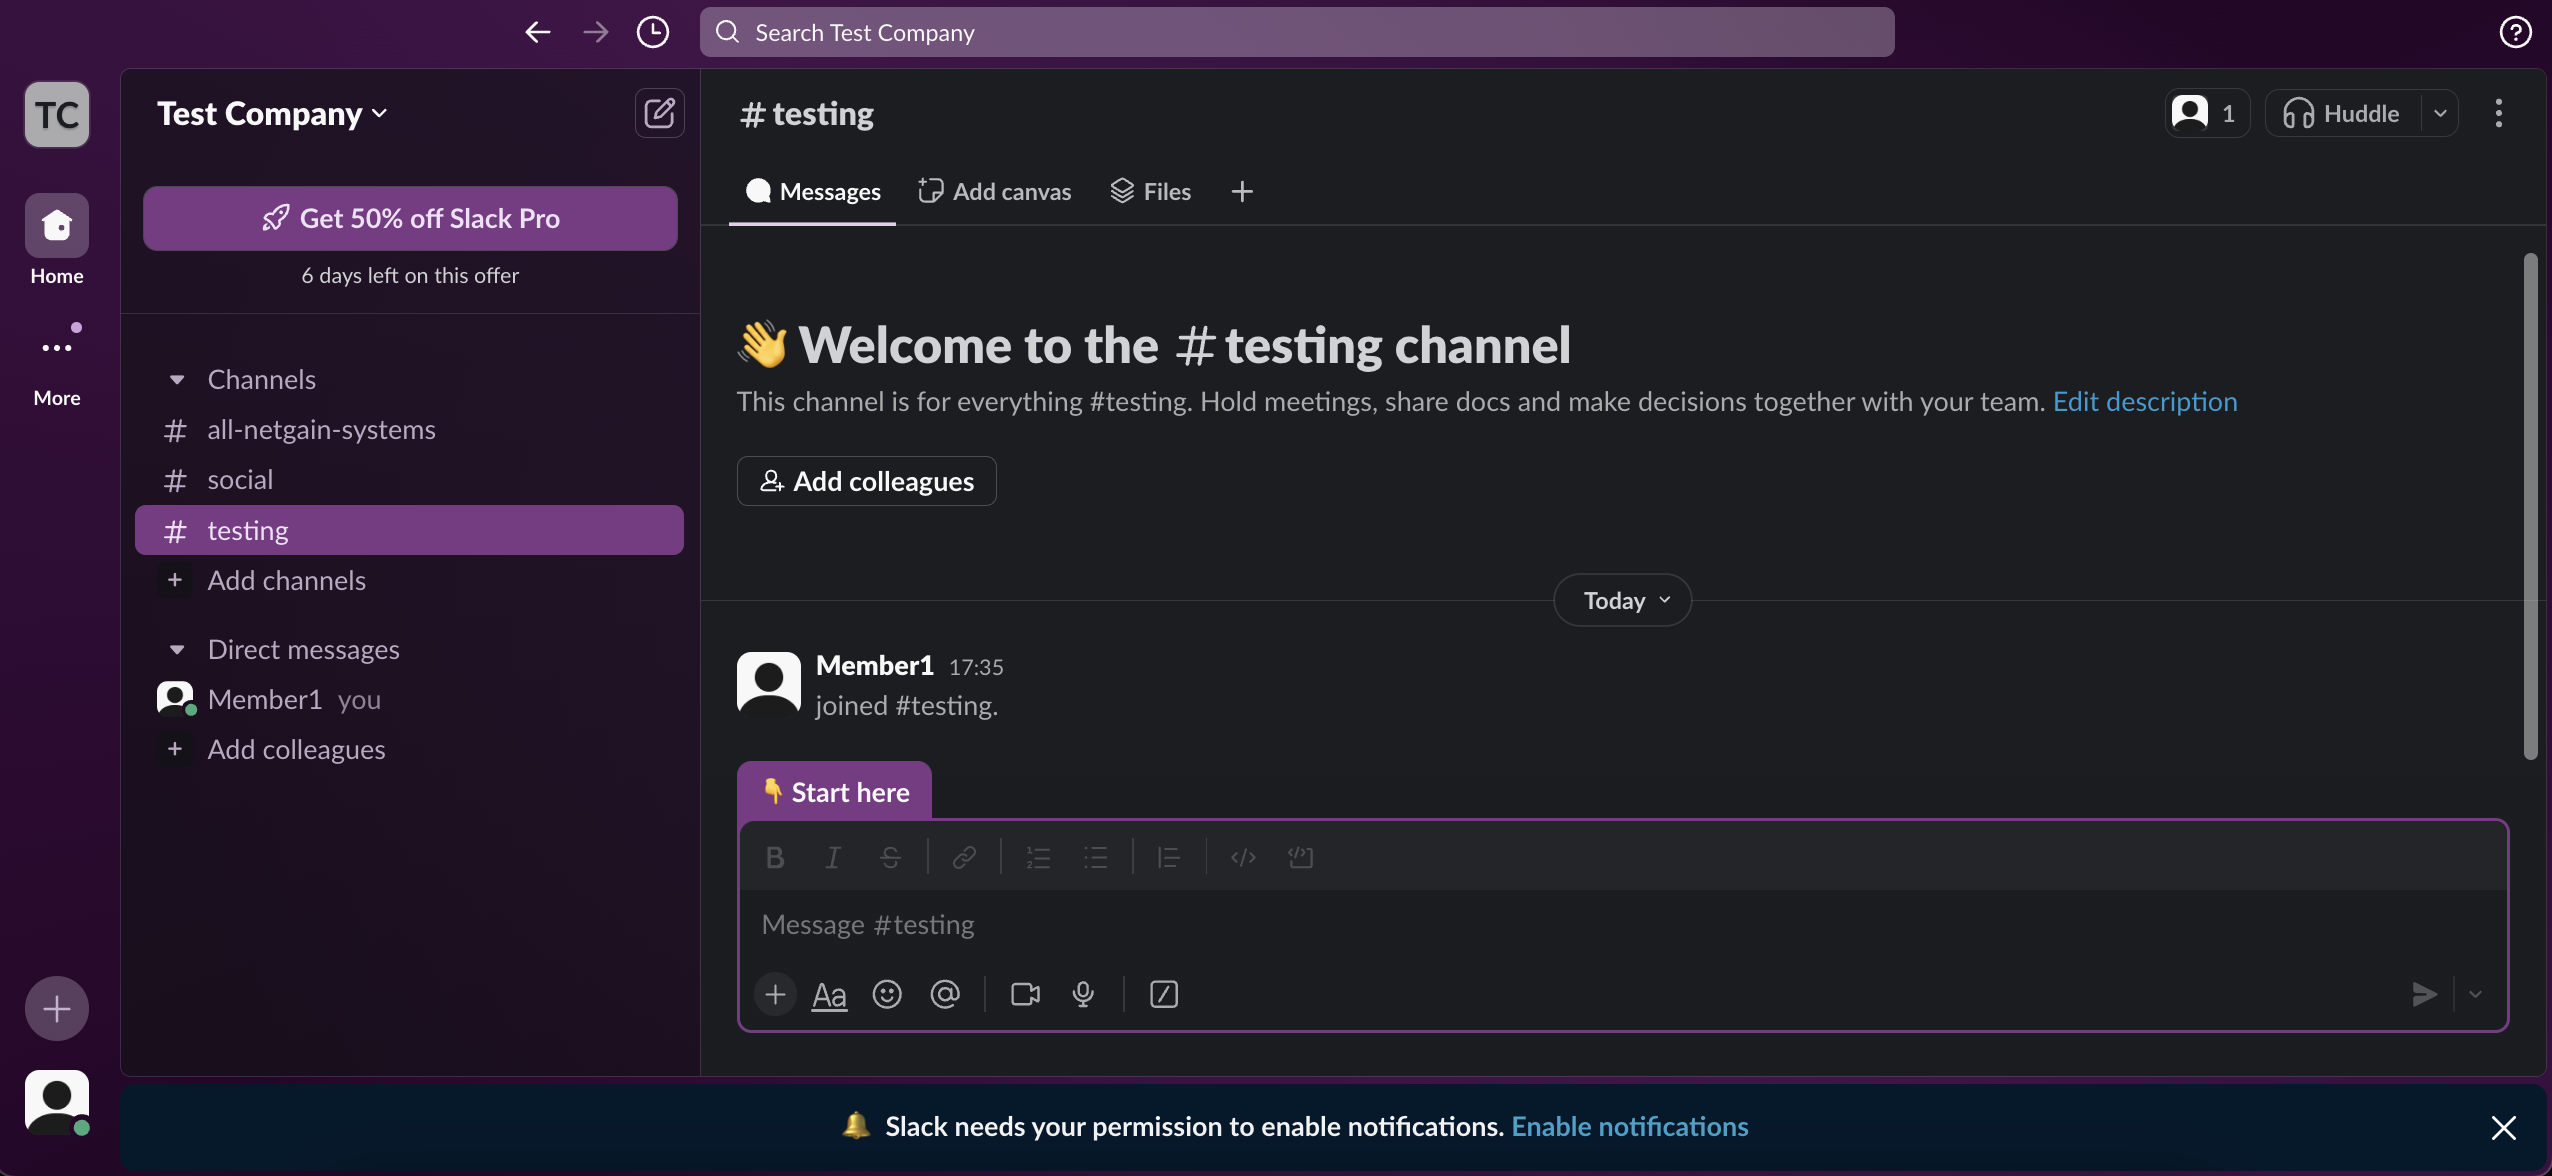 Search Test Company
TC
Home
More
Test Company
Get 50% off Slack Pro
6 days left on this offer
Channels
# all-netgain-systems
# social
# testing
+ Add channels
Direct messages
Member1 you
+ Add colleagues
# testing
1
Huddle
Messages
Add canvas
Files
+
👋 Welcome to the # testing channel
This channel is for everything #testing. Hold meetings, share docs and make decisions together with your team. Edit description
Add colleagues
Today
Member1 17:35
joined #testing.
👇 Start here
Message #testing
Aa
🔔 Slack needs your permission to enable notifications. Enable notifications